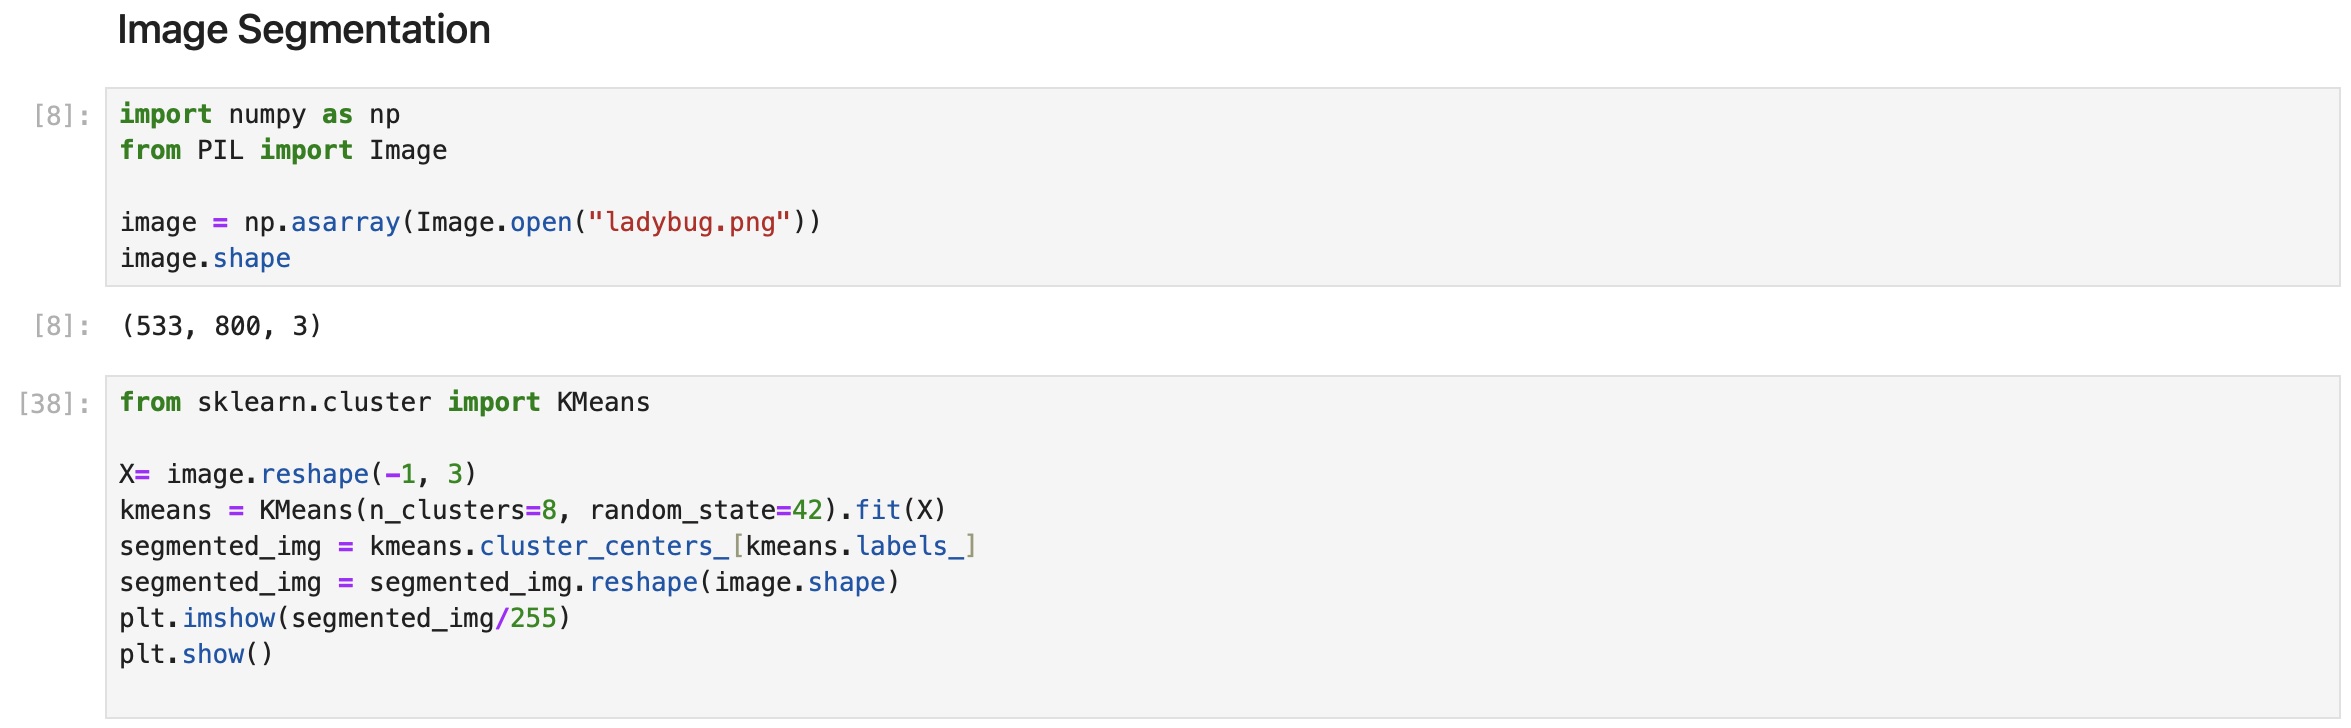 Image Segmentation
[8]: import numpy as np
from PIL import Image
image = np.asarray(Image.open("ladybug.png"))
image.shape
[8]: (533, 800, 3)
[38]: from sklearn.cluster import KMeans
X= image.reshape(-1, 3)
kmeans = KMeans(n_clusters=8, random_state=42).fit(X)
segmented_img = kmeans.cluster_centers_[kmeans.labels_]
segmented_img = segmented_img.reshape(image.shape)
plt.imshow(segmented_img/255)
plt.show()